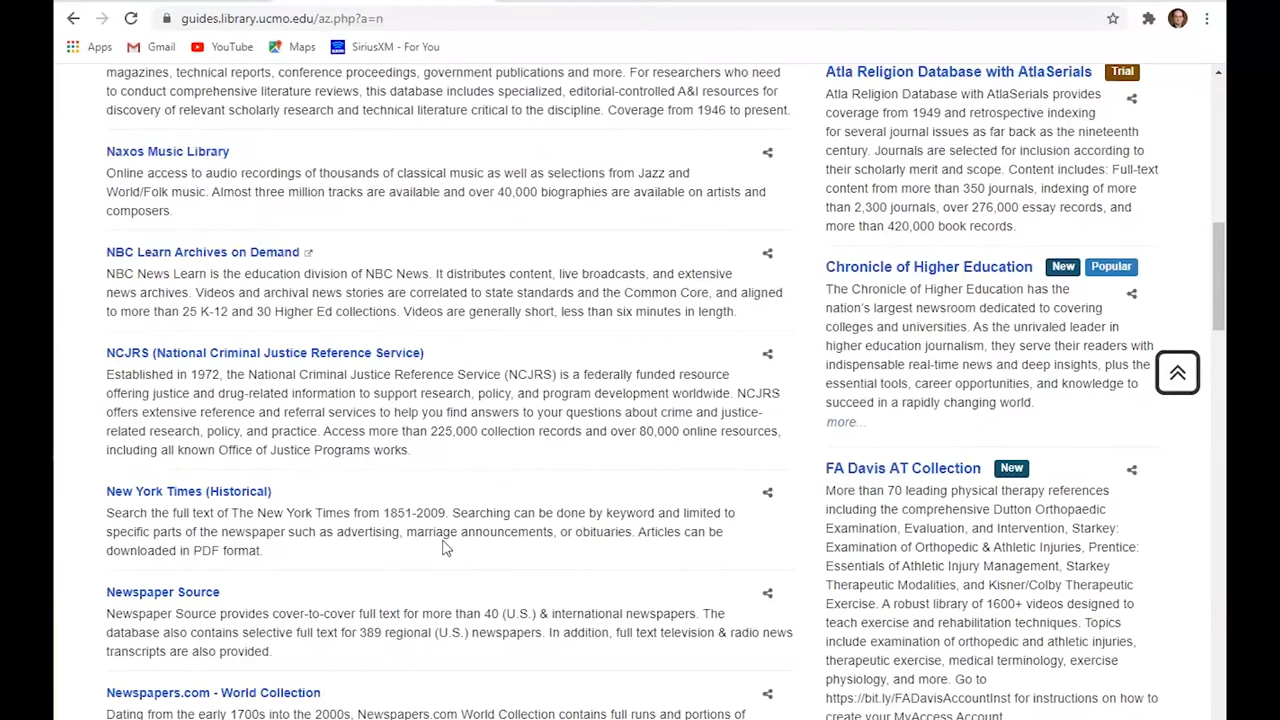 guides.library.ucmo.edu/az.php?a=n
Apps
Gmail
YouTube
Maps
SiriusXM - For You
magazines, technical reports, conference proceedings, government publications and more. For researchers who need
to conduct comprehensive literature reviews, this database includes specialized, editorial-controlled A&I resources for
discovery of relevant scholarly research and technical literature critical to the discipline. Coverage from 1946 to present.
Naxos Music Library
Online access to audio recordings of thousands of classical music as well as selections from Jazz and
World/Folk music. Almost three million tracks are available and over 40,000 biographies are available on artists and
composers.
NBC Learn Archives on Demand
NBC News Learn is the education division of NBC News. It distributes content, live broadcasts, and extensive
news archives. Videos and archival news stories are correlated to state standards and the Common Core, and aligned
to more than 25 K-12 and 30 Higher Ed collections. Videos are generally short, less than six minutes in length.
NCJRS (National Criminal Justice Reference Service)
Established in 1972, the National Criminal Justice Reference Service (NCJRS) is a federally funded resource
offering justice and drug-related information to support research, policy, and program development worldwide. NCJRS
offers extensive reference and referral services to help you find answers to your questions about crime and justice-
related research, policy, and practice. Access more than 225,000 collection records and over 80,000 online resources,
including all known Office of Justice Programs works.
New York Times (Historical)
Search the full text of The New York Times from 1851-2009. Searching can be done by keyword and limited to
specific parts of the newspaper such as advertising, marriage announcements, or obituaries. Articles can be
downloaded in PDF format.
Newspaper Source
Newspaper Source provides cover-to-cover full text for more than 40 (U.S.) & international newspapers. The
database also contains selective full text for 389 regional (U.S.) newspapers. In addition, full text television & radio news
transcripts are also provided.
Newspapers.com - World Collection
Dating from the early 1700s into the 2000s, Newspapers.com World Collection contains full runs and portions of
Atla Religion Database with AtlaSerials Trial
Atla Religion Database with AtlaSerials provides
coverage from 1949 and retrospective indexing
for several journal issues as far back as the nineteenth
century. Journals are selected for inclusion according to
their scholarly merit and scope. Content includes: Full-text
content from more than 350 journals, indexing of more
than 2,300 journals, over 276,000 essay records, and
more than 420,000 book records.
Chronicle of Higher Education New Popular
The Chronicle of Higher Education has the
nation's largest newsroom dedicated to covering
colleges and universities. As the unrivaled leader in
higher education journalism, they serve their readers with
indispensable real-time news and deep insights, plus the
essential tools, career opportunities, and knowledge to
succeed in a rapidly changing world.
more...
FA Davis AT Collection New
More than 70 leading physical therapy references
including the comprehensive Dutton Orthopaedic
Examination, Evaluation, and Intervention, Starkey:
Examination of Orthopedic & Athletic Injuries, Prentice:
Essentials of Athletic Injury Management, Starkey
Therapeutic Modalities, and Kisner/Colby Therapeutic
Exercise. A robust library of 1600+ videos designed to
teach exercise and rehabilitation techniques. Topics
include examination of orthopedic and athletic injuries,
therapeutic exercise, medical terminology, exercise
physiology, and more. Go to
https://bit.ly/FADavisAccountInst for instructions on how to
create your MyAccess Account